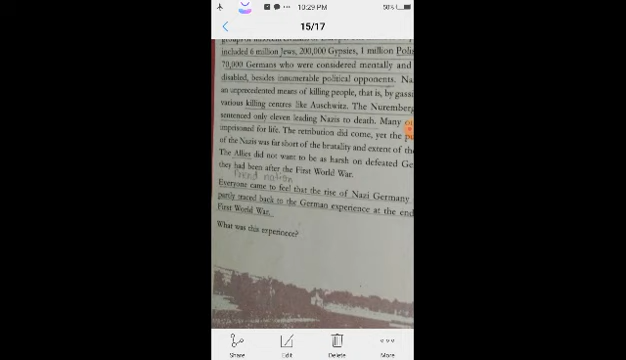 10:29 PM
58%
15/17
included 6 million Jews, 200,000 Gypsies, 1 million Poli
70,000 Germans who were considered mentally and
disabled, besides innumerable political opponents. Na
an unprecedented means of killing people, that is, by gassi
various killing centres like Auschwitz. The Nuremberg
sentenced only eleven leading Nazis to death. Many
imprisoned for life. The retribution did come, yet the
of the Nazis was far short of the brutality and extent of the
The Allies did not want to be as harsh on defeated Ge
they had been after the First World War.
Everyone came to feel that the rise of Nazi Germany
partly traced back to the German experience at the end
First World War.
What was this experience?
Share
Edit
Delete
More